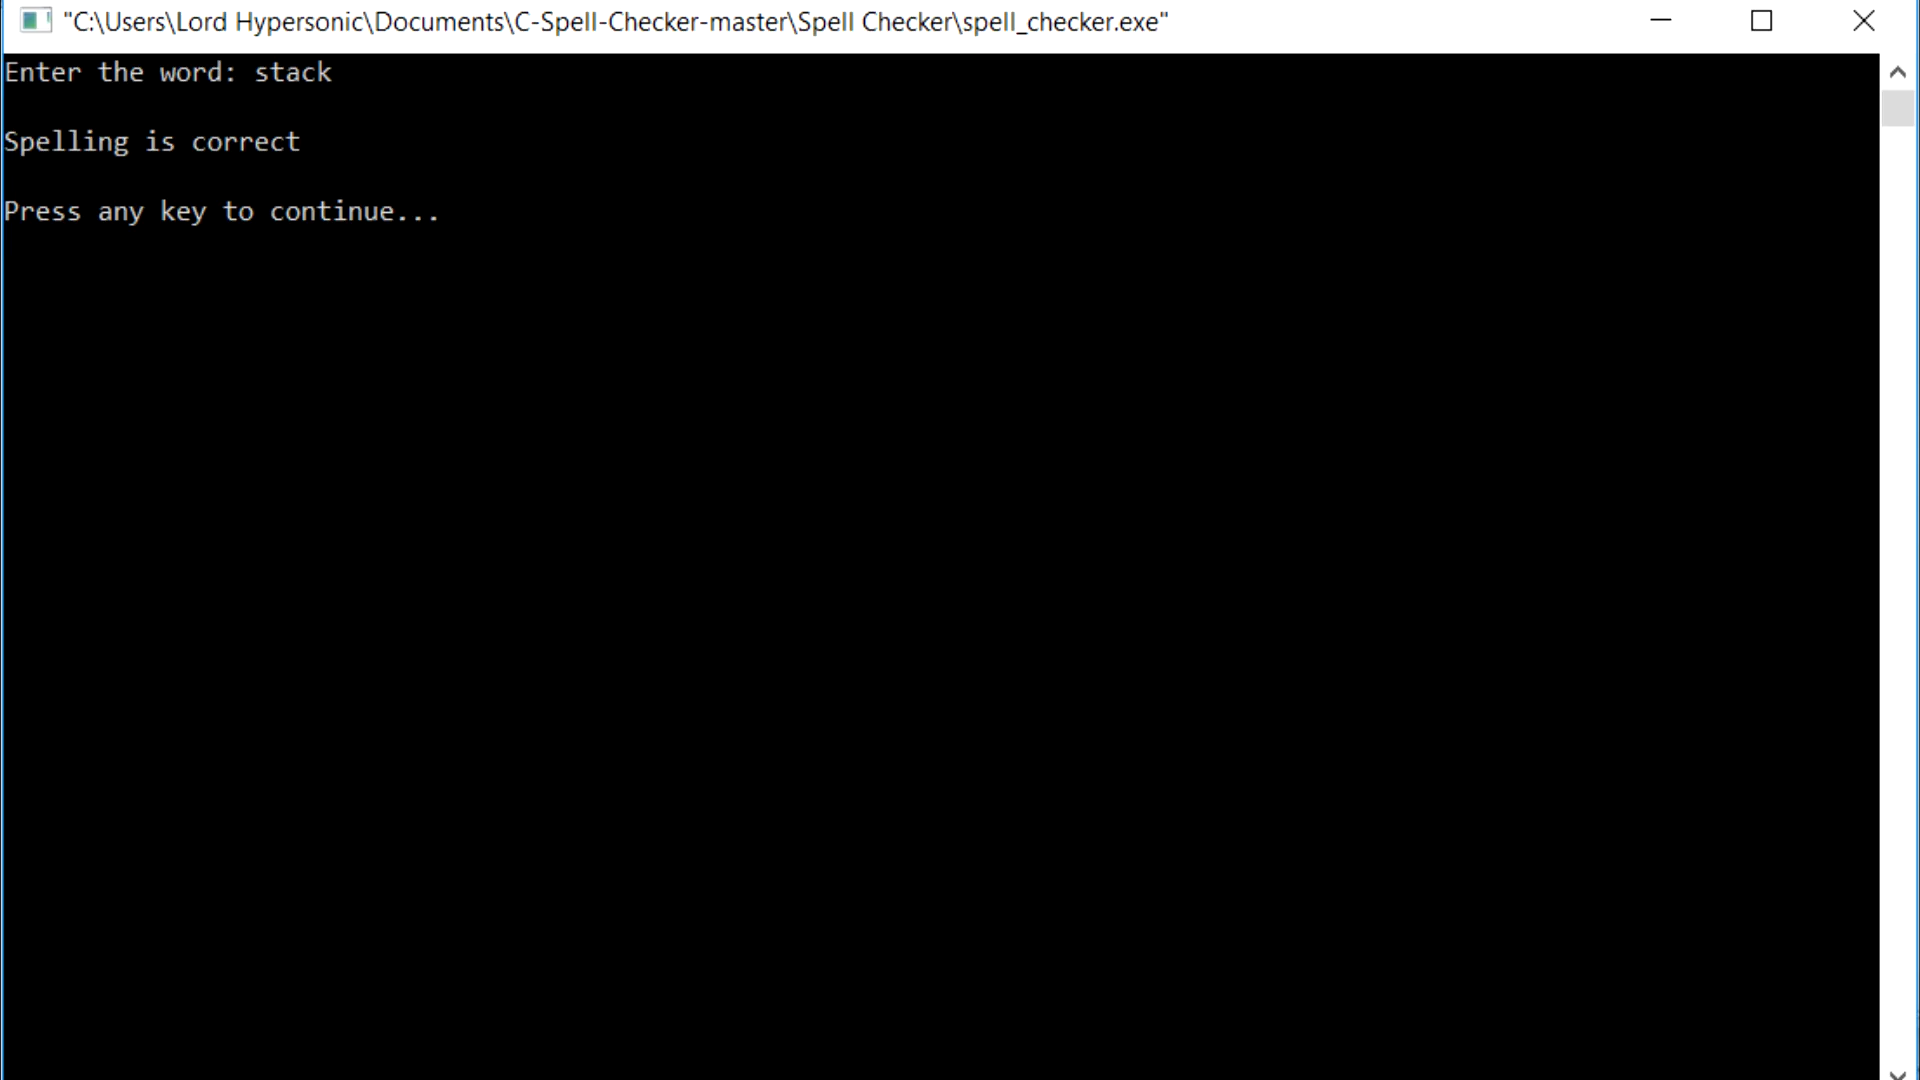 "C:\Users\Lord Hypersonic\Documents\C-Spell-Checker-master\Spell Checker\spell_checker.exe"
Enter the word: stack
Spelling is correct
Press any key to continue...